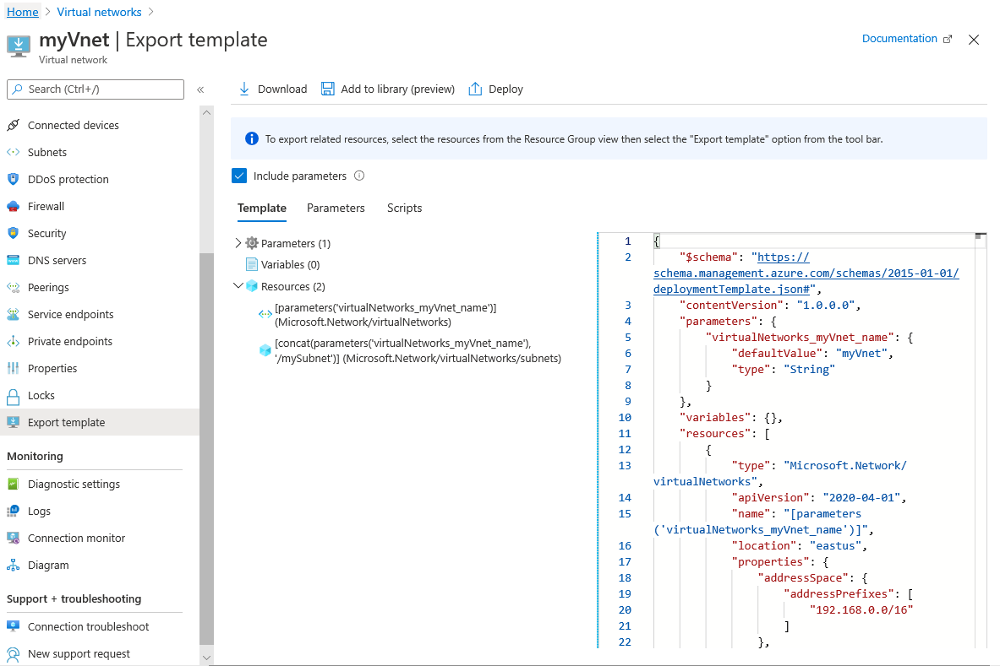 Home > Virtual networks >
myVnet | Export template
Virtual network
Documentation
Search (Ctrl+/)
«
Connected devices
Subnets
DDoS protection
Firewall
Security
DNS servers
Peerings
Service endpoints
Private endpoints
Properties
Locks
Export template
Monitoring
Diagnostic settings
Logs
Connection monitor
Diagram
Support + troubleshooting
Connection troubleshoot
New support request
Download Add to library (preview) Deploy
To export related resources, select the resources from the Resource Group view then select the "Export template" option from the tool bar.
Include parameters
Template Parameters Scripts
Parameters (1)
Variables (0)
Resources (2)
[parameters('virtualNetworks_myVnet_name')]
(Microsoft.Network/virtualNetworks)
[concat(parameters('virtualNetworks_myVnet_name'),
'/mySubnet')] (Microsoft.Network/virtualNetworks/subnets)
1 {
2 "$schema": "https://
schema.management.azure.com/schemas/2015-01-01/
deploymentTemplate.json#",
3 "contentVersion": "1.0.0.0",
4 "parameters": {
5 "virtualNetworks_myVnet_name": {
6 "defaultValue": "myVnet",
7 "type": "String"
8 }
9 },
10 "variables": {},
11 "resources": [
12 {
13 "type": "Microsoft.Network/
virtualNetworks",
14 "apiVersion": "2020-04-01",
15 "name": "[parameters
('virtualNetworks_myVnet_name')]",
16 "location": "eastus",
17 "properties": {
18 "addressSpace": {
19 "addressPrefixes": [
20 "192.168.0.0/16"
21 ]
22 },